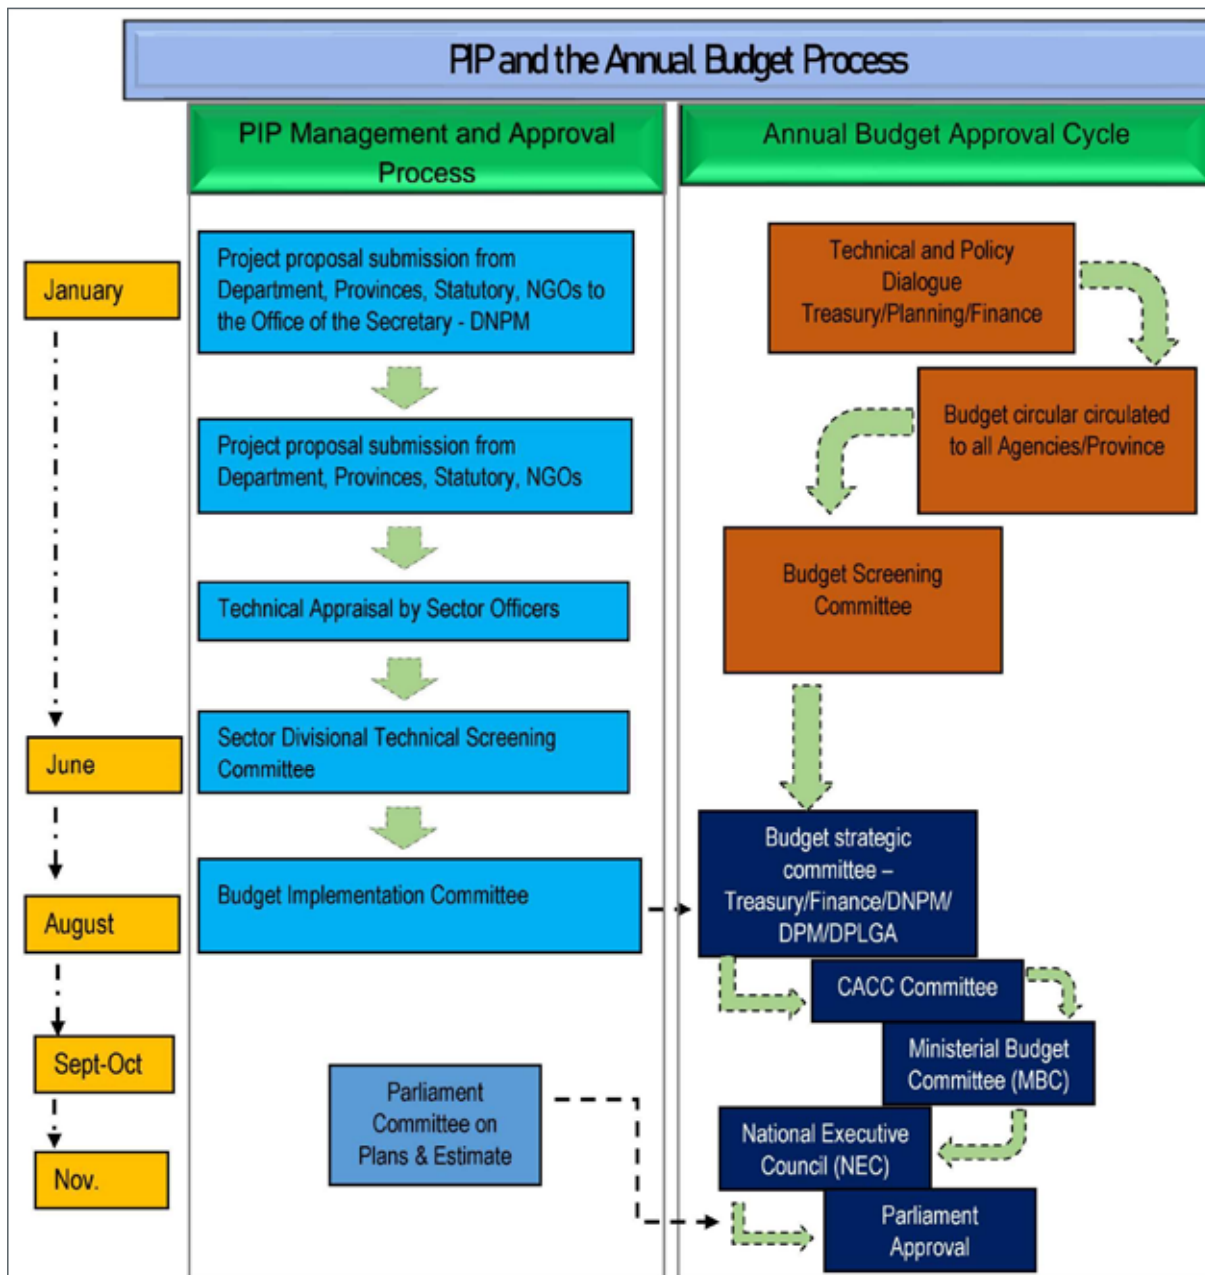 PIP and the Annual Budget Process
PIP Management and Approval
Process
Annual Budget Approval Cycle
January
June
August
Sept-Oct
Nov.
Project proposal submission from
Department, Provinces, Statutory, NGOs to
the Office of the Secretary - DNPM
Project proposal submission from
Department, Provinces, Statutory, NGOs
Technical Appraisal by Sector Officers
Sector Divisional Technical Screening
Committee
Budget Implementation Committee
Parliament
Committee on
Plans & Estimate
Technical and Policy
Dialogue
Treasury/Planning/Finance
Budget circular circulated
to all Agencies/Province
Budget Screening
Committee
Budget strategic
committee –
Treasury/Finance/DNPM/
DPM/DPLGA
CACC Committee
Ministerial Budget
Committee (MBC)
National Executive
Council (NEC)
Parliament
Approval